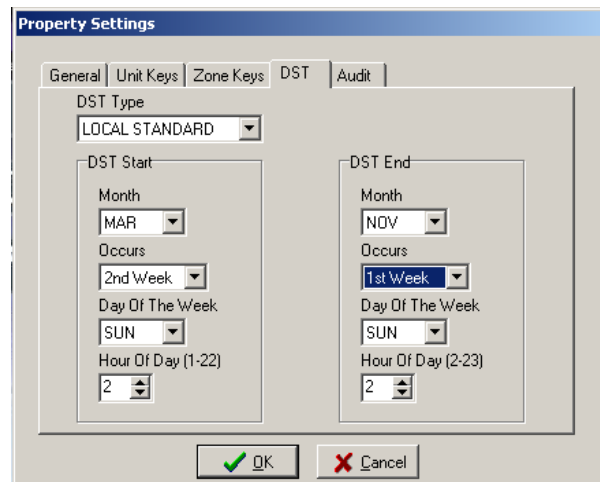 Property Settings
General Unit Keys Zone Keys DST Audit
DST Type
LOCAL STANDARD
DST Start
Month
MAR
Occurs
2nd Week
Day Of The Week
SUN
Hour Of Day (1-22)
2
DST End
Month
NOV
Occurs
1st Week
Day Of The Week
SUN
Hour Of Day (2-23)
2
OK Cancel